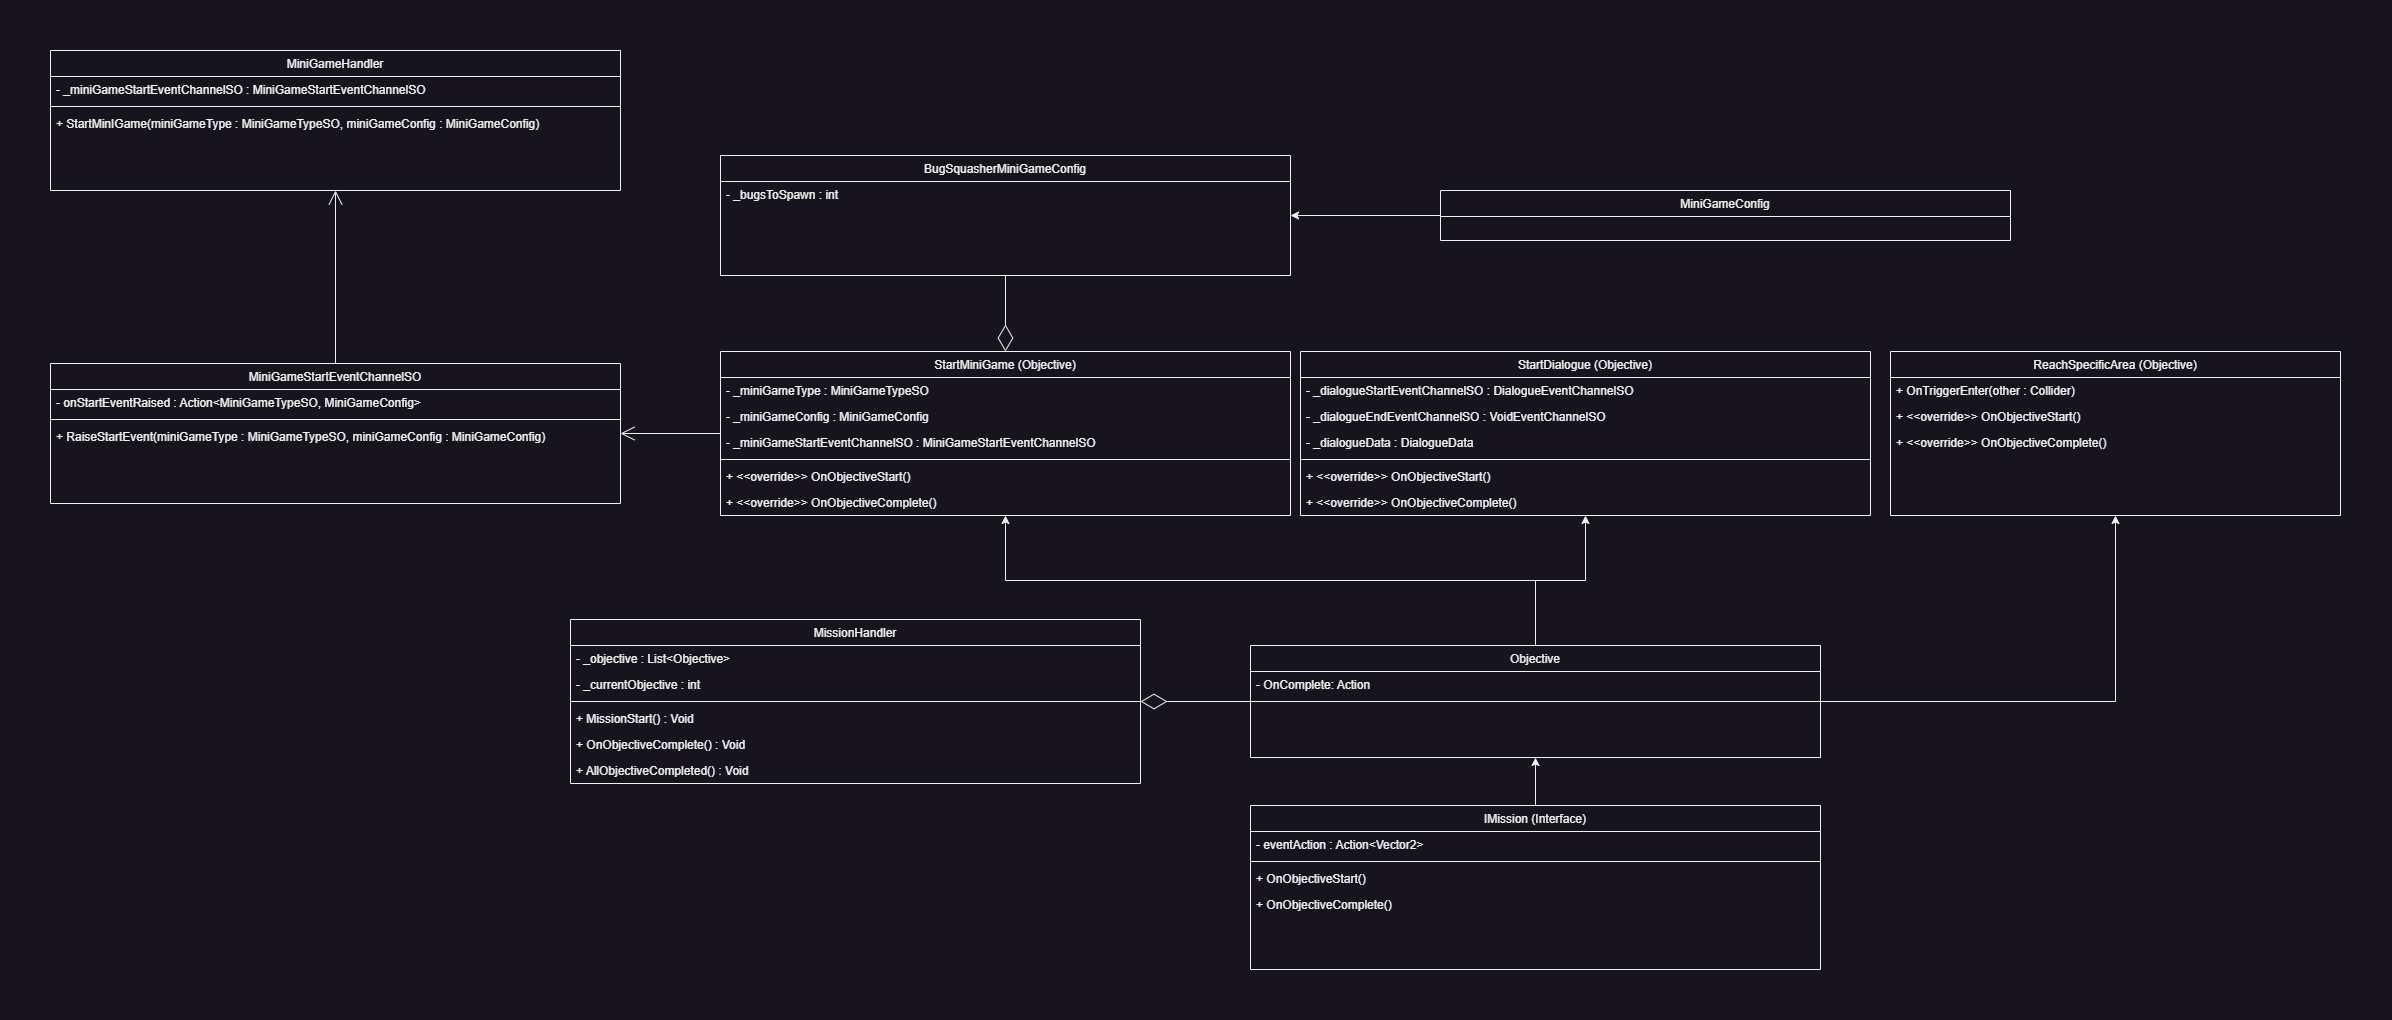 MiniGameHandler
- _miniGameStartEventChannelSO : MiniGameStartEventChannelSO
+ StartMinIGame(miniGameType : MiniGameTypeSO, miniGameConfig : MiniGameConfig)
BugSquasherMiniGameConfig
- _bugsToSpawn : int
MiniGameConfig
MiniGameStartEventChannelSO
- onStartEventRaised : Action<MiniGameTypeSO, MiniGameConfig>
+ RaiseStartEvent(miniGameType : MiniGameTypeSO, miniGameConfig : MiniGameConfig)
StartMiniGame (Objective)
- _miniGameType : MiniGameTypeSO
- _miniGameConfig : MiniGameConfig
- _miniGameStartEventChannelSO : MiniGameStartEventChannelSO
+ <<override>> OnObjectiveStart()
+ <<override>> OnObjectiveComplete()
StartDialogue (Objective)
- _dialogueStartEventChannelSO : DialogueEventChannelSO
- _dialogueEndEventChannelSO : VoidEventChannelSO
- _dialogueData : DialogueData
+ <<override>> OnObjectiveStart()
+ <<override>> OnObjectiveComplete()
ReachSpecificArea (Objective)
+ OnTriggerEnter(other : Collider)
+ <<override>> OnObjectiveStart()
+ <<override>> OnObjectiveComplete()
MissionHandler
- _objective : List<Objective>
- _currentObjective : int
+ MissionStart() : Void
+ OnObjectiveComplete() : Void
+ AllObjectiveCompleted() : Void
Objective
- OnComplete: Action
IMission (Interface)
- eventAction : Action<Vector2>
+ OnObjectiveStart()
+ OnObjectiveComplete()